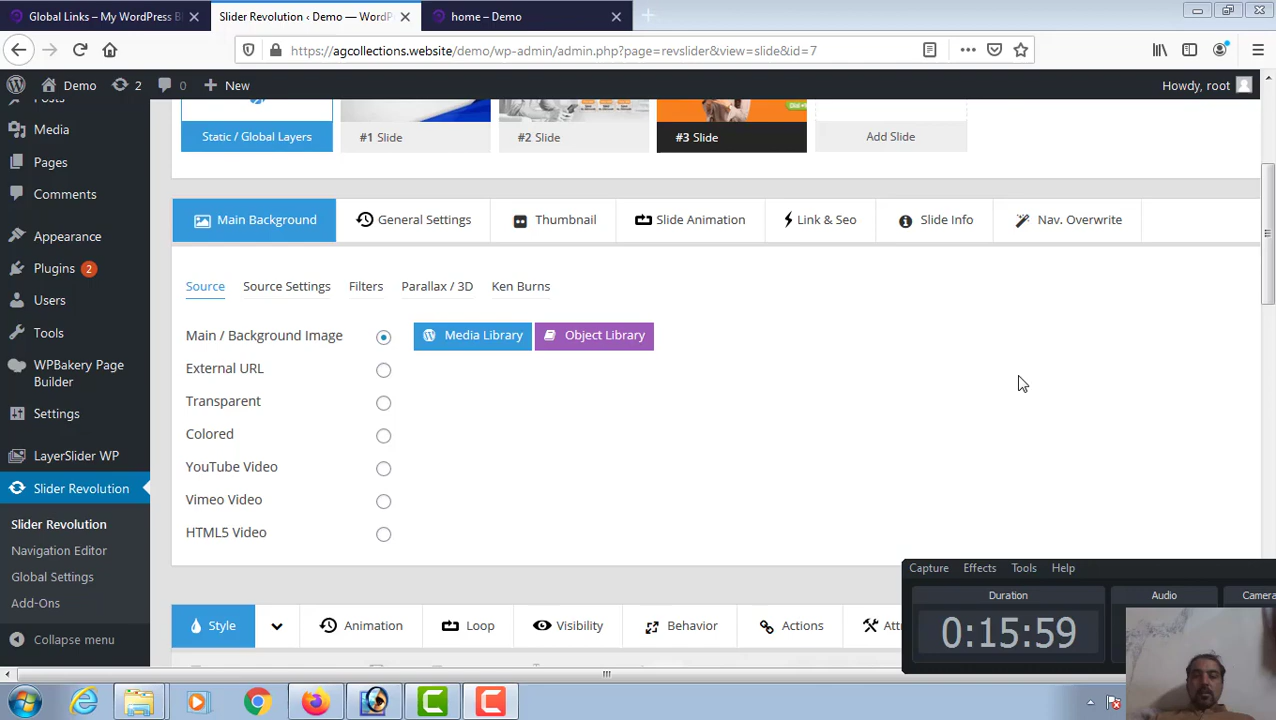 Global Links – My WordPress B
Slider Revolution ‹ Demo — WordP
home – Demo
https://agcollections.website/demo/wp-admin/admin.php?page=revslider&view=slide&id=7
Demo
2
0
New
Howdy, root
Posts
Media
Pages
Comments
Appearance
Plugins 2
Users
Tools
WPBakery Page
Builder
Settings
LayerSlider WP
Slider Revolution
Slider Revolution
Navigation Editor
Global Settings
Add-Ons
Collapse menu
Static / Global Layers
#1 Slide
#2 Slide
#3 Slide
Add Slide
Main Background
General Settings
Thumbnail
Slide Animation
Link & Seo
Slide Info
Nav. Overwrite
Source
Source Settings
Filters
Parallax / 3D
Ken Burns
Main / Background Image
Media Library
Object Library
External URL
Transparent
Colored
YouTube Video
Vimeo Video
HTML5 Video
Style
Animation
Loop
Visibility
Behavior
Actions
Attr
Capture
Effects
Tools
Help
Duration
Audio
Camera
0:15:59